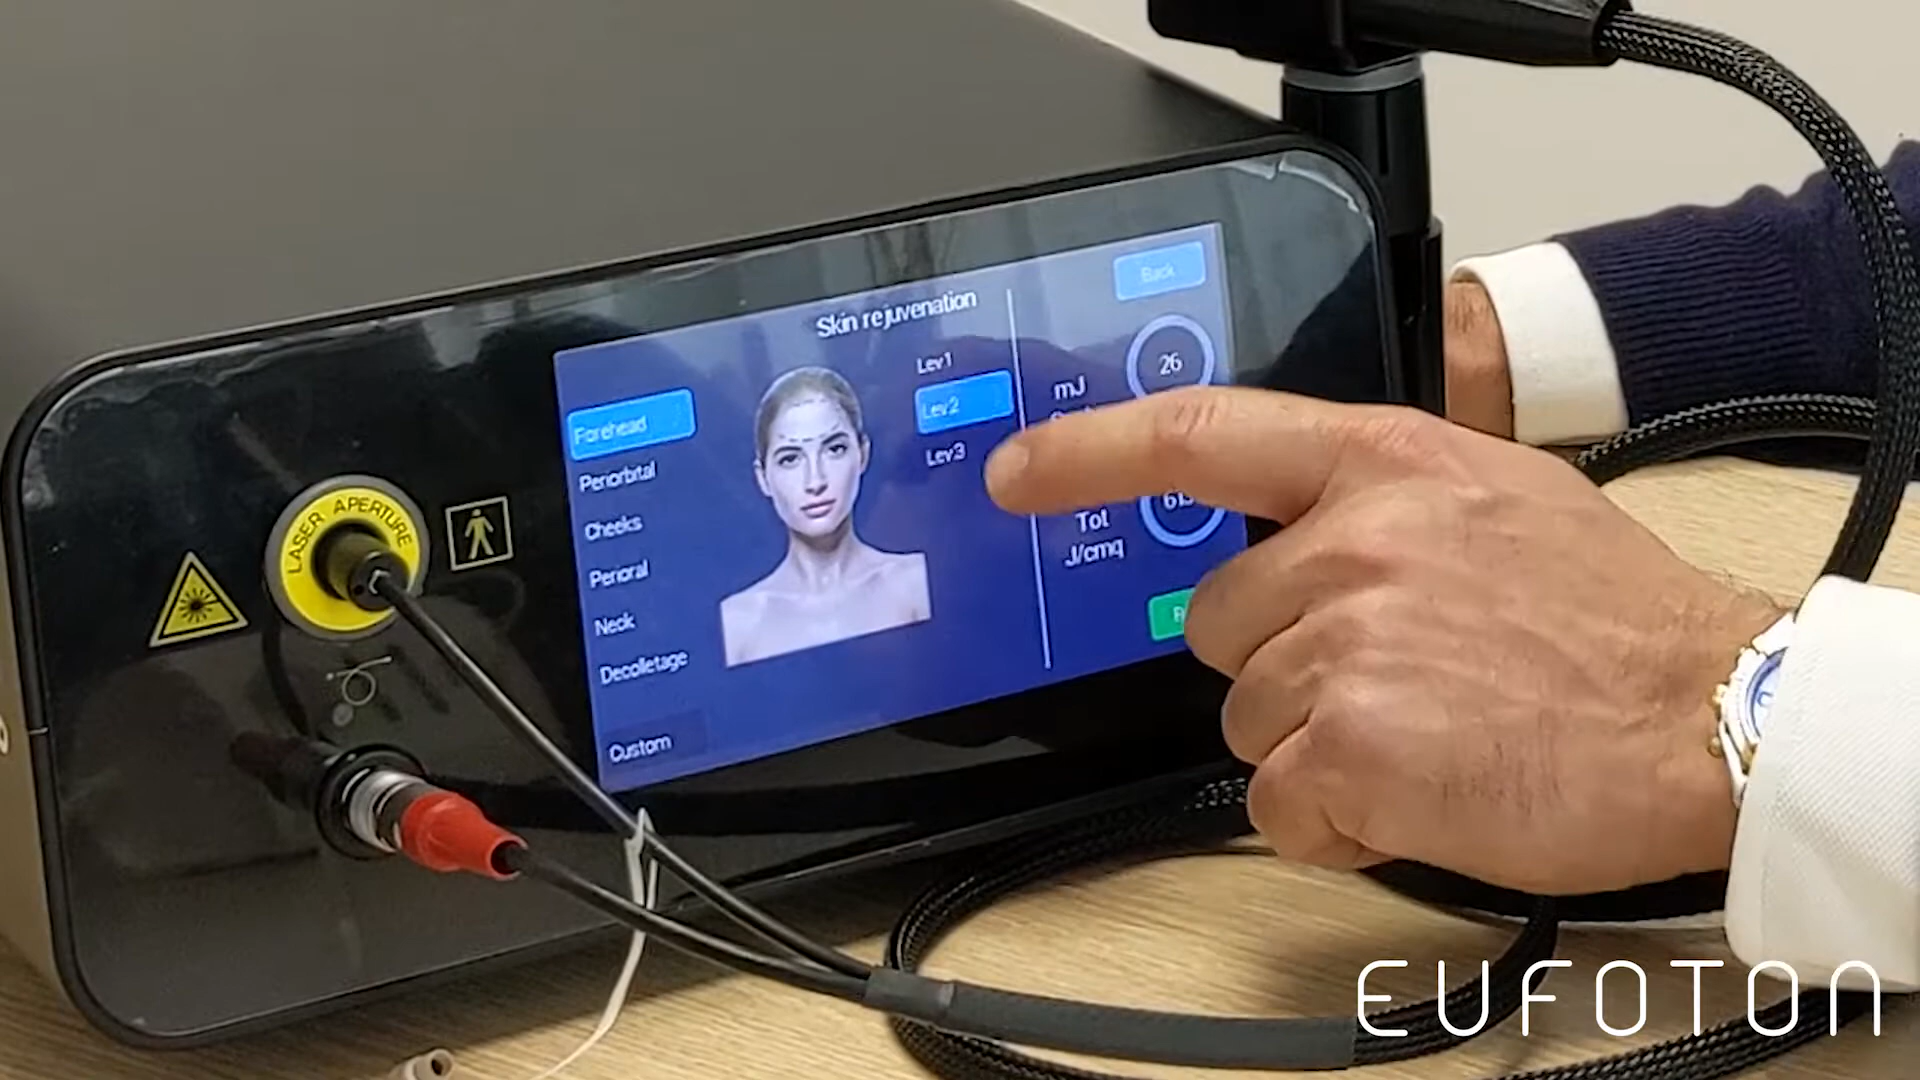 Back
Skin rejuvenation
Lev1
26
mJ
Lev2
Forehead
Lev3
Periorbital
Cheeks
Tot
J/cmq
Perioral
Neck
Decolletage
Custom
LASER APERTURE
EUFOTON